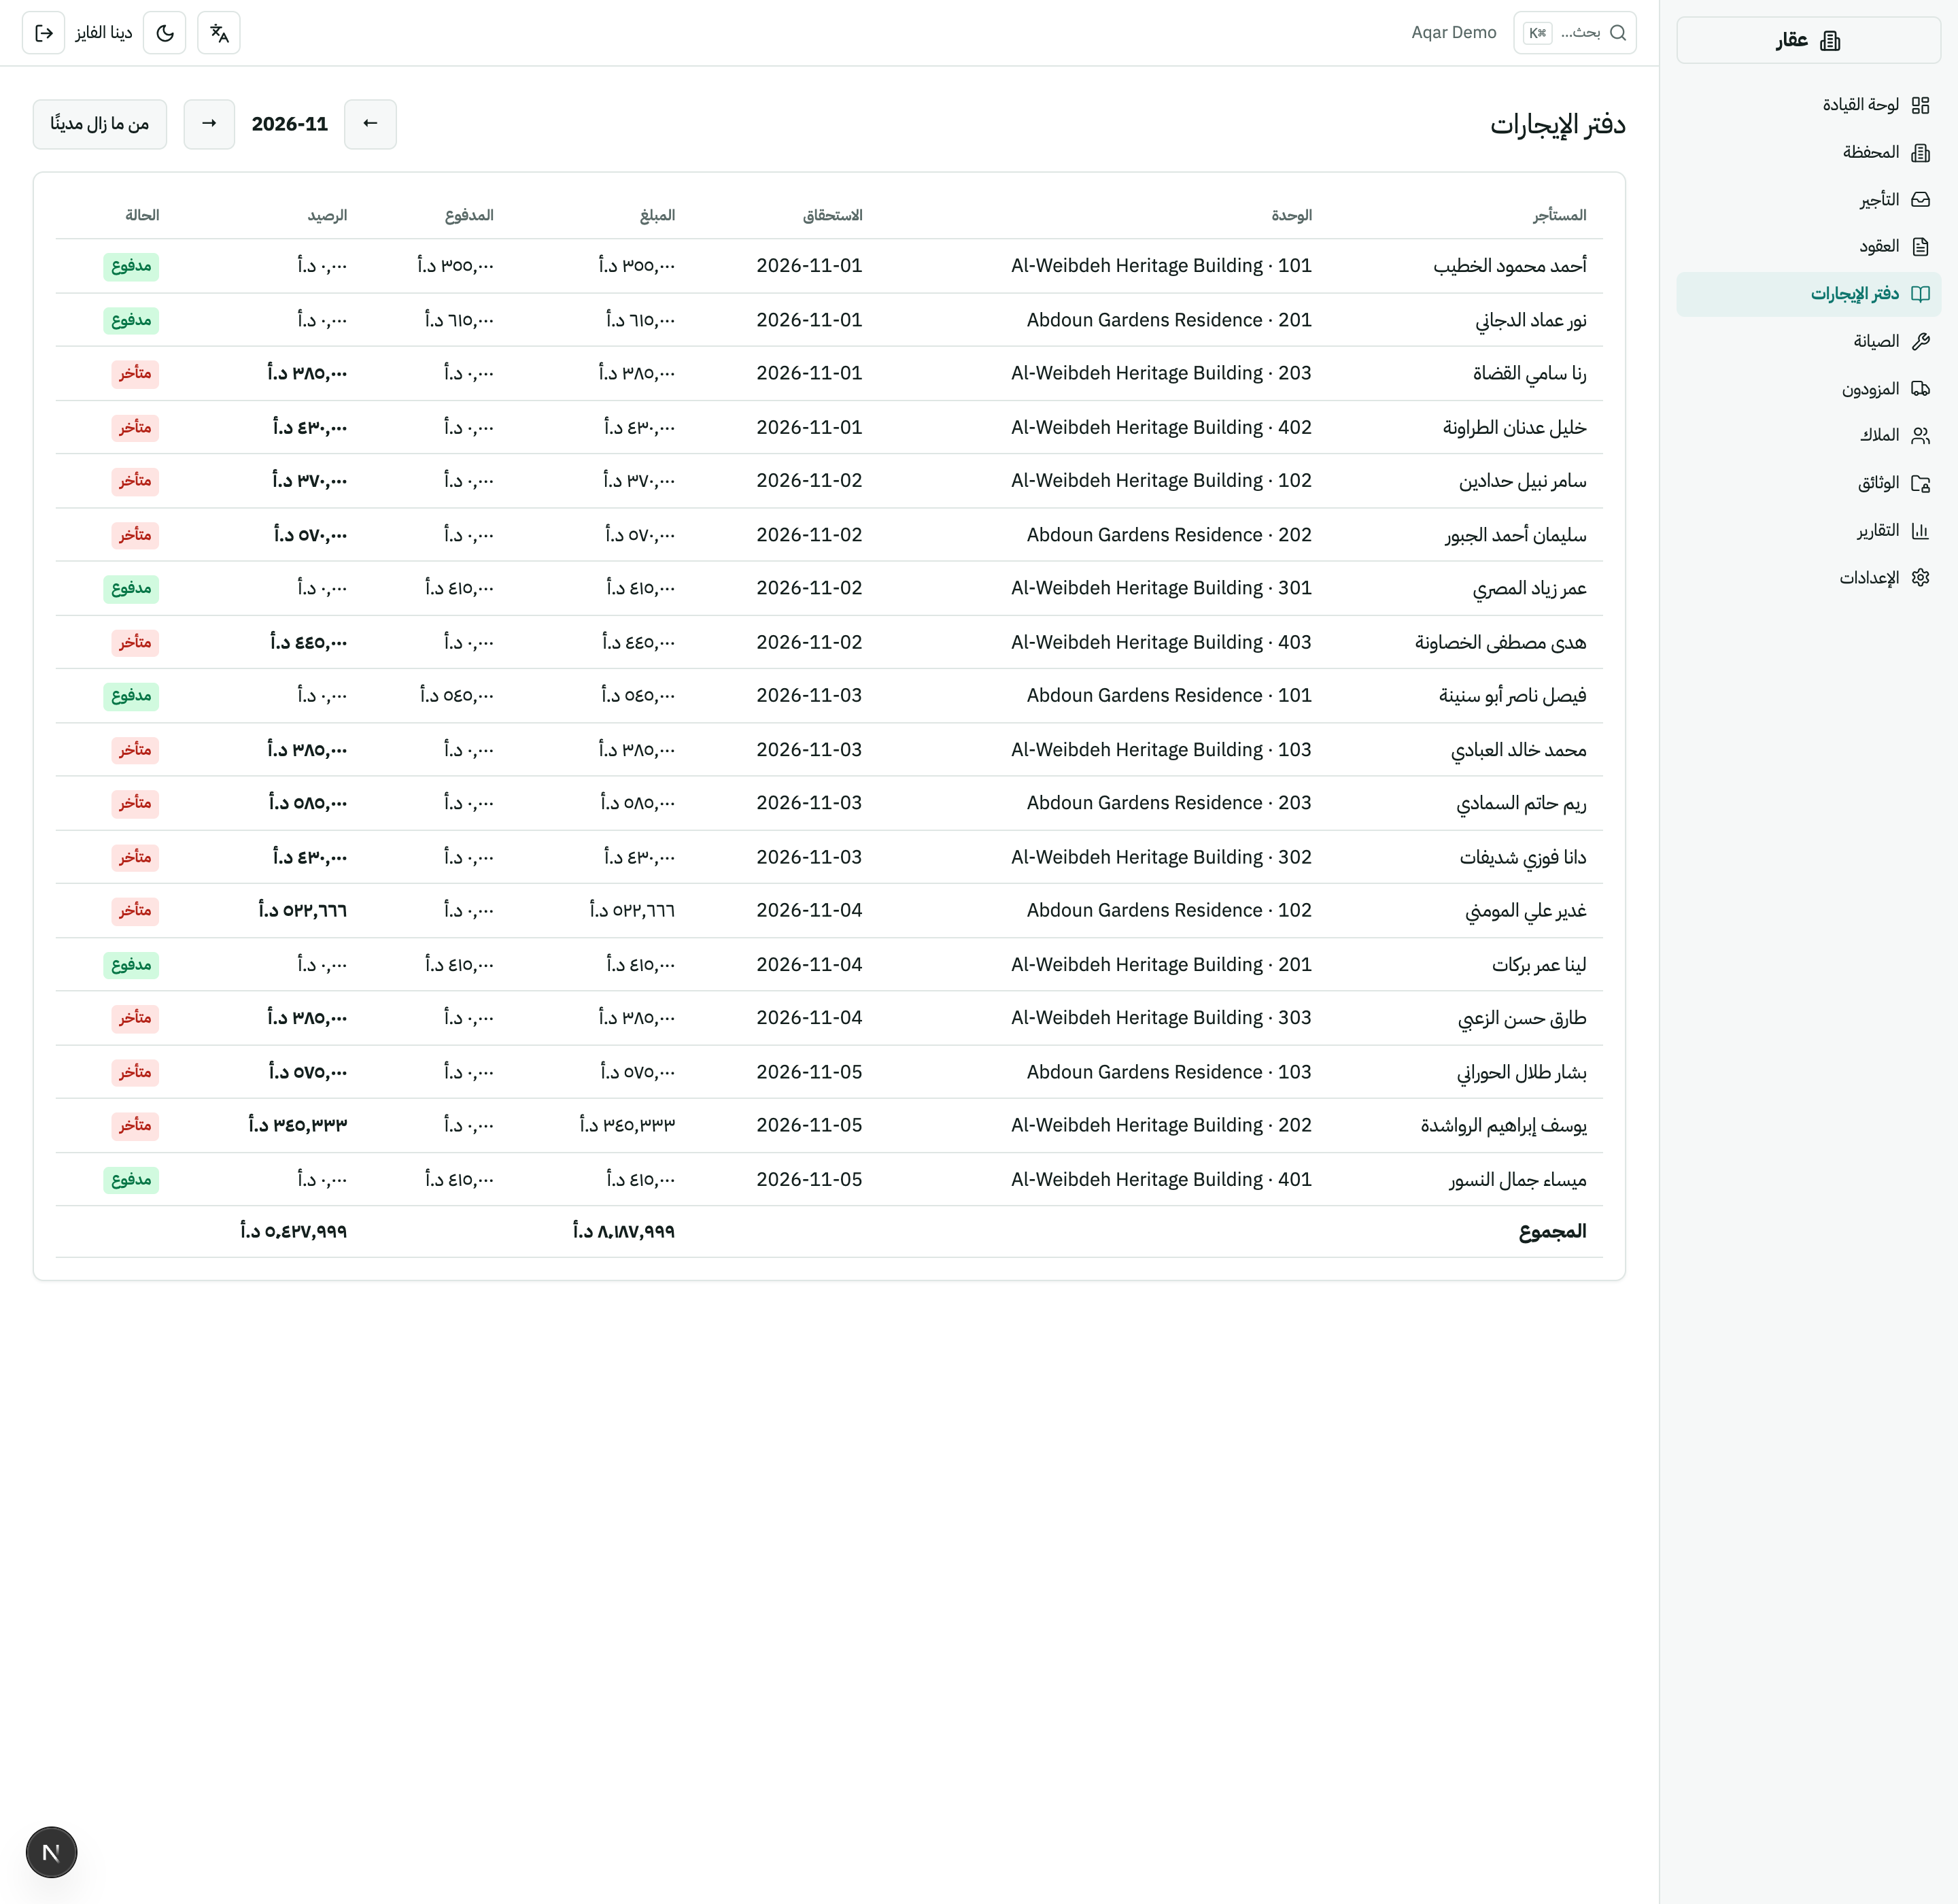 عقار
لوحة القيادة
المحفظة
التأجير
العقود
دفتر الإيجارات
الصيانة
المزودون
الملاك
الوثائق
التقارير
الإعدادات
بحث... ⌘K Aqar Demo دينا الفايز
دفتر الإيجارات ← 2026-11 → من ما زال مدينًا
المستأجر الوحدة الاستحقاق المبلغ المدفوع الرصيد الحالة
أحمد محمود الخطيب Al-Weibdeh Heritage Building · 101 2026-11-01 ٣٥٥,٠٠٠ د.أ ٣٥٥,٠٠٠ د.أ ٠,٠٠٠ د.أ مدفوع
نور عماد الدجاني Abdoun Gardens Residence · 201 2026-11-01 ٦١٥,٠٠٠ د.أ ٦١٥,٠٠٠ د.أ ٠,٠٠٠ د.أ مدفوع
رنا سامي القضاة Al-Weibdeh Heritage Building · 203 2026-11-01 ٣٨٥,٠٠٠ د.أ ٠,٠٠٠ د.أ ٣٨٥,٠٠٠ د.أ متأخر
خليل عدنان الطراونة Al-Weibdeh Heritage Building · 402 2026-11-01 ٤٣٠,٠٠٠ د.أ ٠,٠٠٠ د.أ ٤٣٠,٠٠٠ د.أ متأخر
سامر نبيل حدادين Al-Weibdeh Heritage Building · 102 2026-11-02 ٣٧٠,٠٠٠ د.أ ٠,٠٠٠ د.أ ٣٧٠,٠٠٠ د.أ متأخر
سليمان أحمد الجبور Abdoun Gardens Residence · 202 2026-11-02 ٥٧٠,٠٠٠ د.أ ٠,٠٠٠ د.أ ٥٧٠,٠٠٠ د.أ متأخر
عمر زياد المصري Al-Weibdeh Heritage Building · 301 2026-11-02 ٤١٥,٠٠٠ د.أ ٤١٥,٠٠٠ د.أ ٠,٠٠٠ د.أ مدفوع
هدى مصطفى الخصاونة Al-Weibdeh Heritage Building · 403 2026-11-02 ٤٤٥,٠٠٠ د.أ ٠,٠٠٠ د.أ ٤٤٥,٠٠٠ د.أ متأخر
فيصل ناصر أبو سنينة Abdoun Gardens Residence · 101 2026-11-03 ٥٤٥,٠٠٠ د.أ ٥٤٥,٠٠٠ د.أ ٠,٠٠٠ د.أ مدفوع
محمد خالد العبادي Al-Weibdeh Heritage Building · 103 2026-11-03 ٣٨٥,٠٠٠ د.أ ٠,٠٠٠ د.أ ٣٨٥,٠٠٠ د.أ متأخر
ريم حاتم السمادي Abdoun Gardens Residence · 203 2026-11-03 ٥٨٥,٠٠٠ د.أ ٠,٠٠٠ د.أ ٥٨٥,٠٠٠ د.أ متأخر
دانا فوزي شديفات Al-Weibdeh Heritage Building · 302 2026-11-03 ٤٣٠,٠٠٠ د.أ ٠,٠٠٠ د.أ ٤٣٠,٠٠٠ د.أ متأخر
غدير علي المومني Abdoun Gardens Residence · 102 2026-11-04 ٥٢٢,٦٦٦ د.أ ٠,٠٠٠ د.أ ٥٢٢,٦٦٦ د.أ متأخر
لينا عمر بركات Al-Weibdeh Heritage Building · 201 2026-11-04 ٤١٥,٠٠٠ د.أ ٤١٥,٠٠٠ د.أ ٠,٠٠٠ د.أ مدفوع
طارق حسن الزعبي Al-Weibdeh Heritage Building · 303 2026-11-04 ٣٨٥,٠٠٠ د.أ ٠,٠٠٠ د.أ ٣٨٥,٠٠٠ د.أ متأخر
بشار طلال الحوراني Abdoun Gardens Residence · 103 2026-11-05 ٥٧٥,٠٠٠ د.أ ٠,٠٠٠ د.أ ٥٧٥,٠٠٠ د.أ متأخر
يوسف إبراهيم الرواشدة Al-Weibdeh Heritage Building · 202 2026-11-05 ٣٤٥,٣٣٣ د.أ ٠,٠٠٠ د.أ ٣٤٥,٣٣٣ د.أ متأخر
ميساء جمال النسور Al-Weibdeh Heritage Building · 401 2026-11-05 ٤١٥,٠٠٠ د.أ ٤١٥,٠٠٠ د.أ ٠,٠٠٠ د.أ مدفوع
المجموع ٨,١٨٧,٩٩٩ د.أ ٥,٤٢٧,٩٩٩ د.أ
N